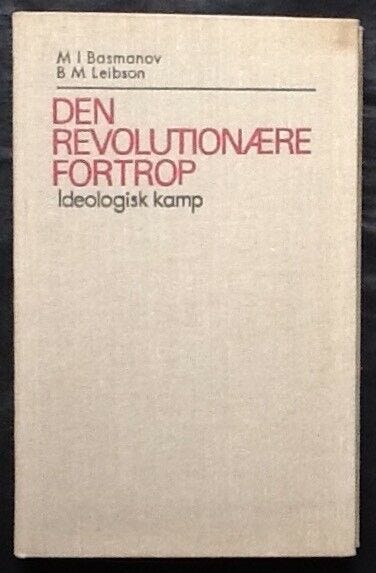 M I Basmanov
B M Leibson
DEN
REVOLUTIONÆRE
FORTROP
Ideologisk kamp